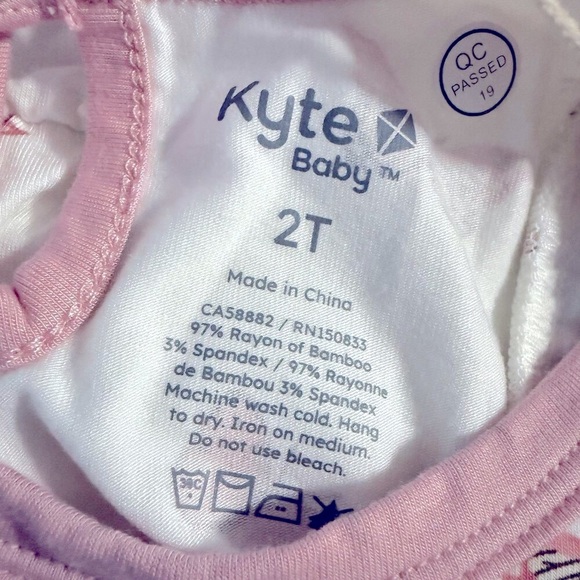 QC
PASSED
19
Kyte
Baby™
2T
Made in China
CA58882 / RN150833
97% Rayon of Bamboo
3% Spandex / 97% Rayonne
de Bambou 3% Spandex
Machine wash cold. Hang
to dry. Iron on medium.
Do not use bleach.
30C